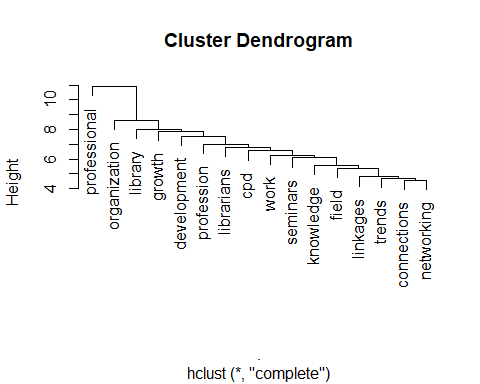 Cluster Dendrogram
Height
4
6
8
10
professional
organization
library
growth
development
profession
librarians
cpd
work
seminars
knowledge
field
linkages
trends
connections
networking
.
hclust (*, "complete")